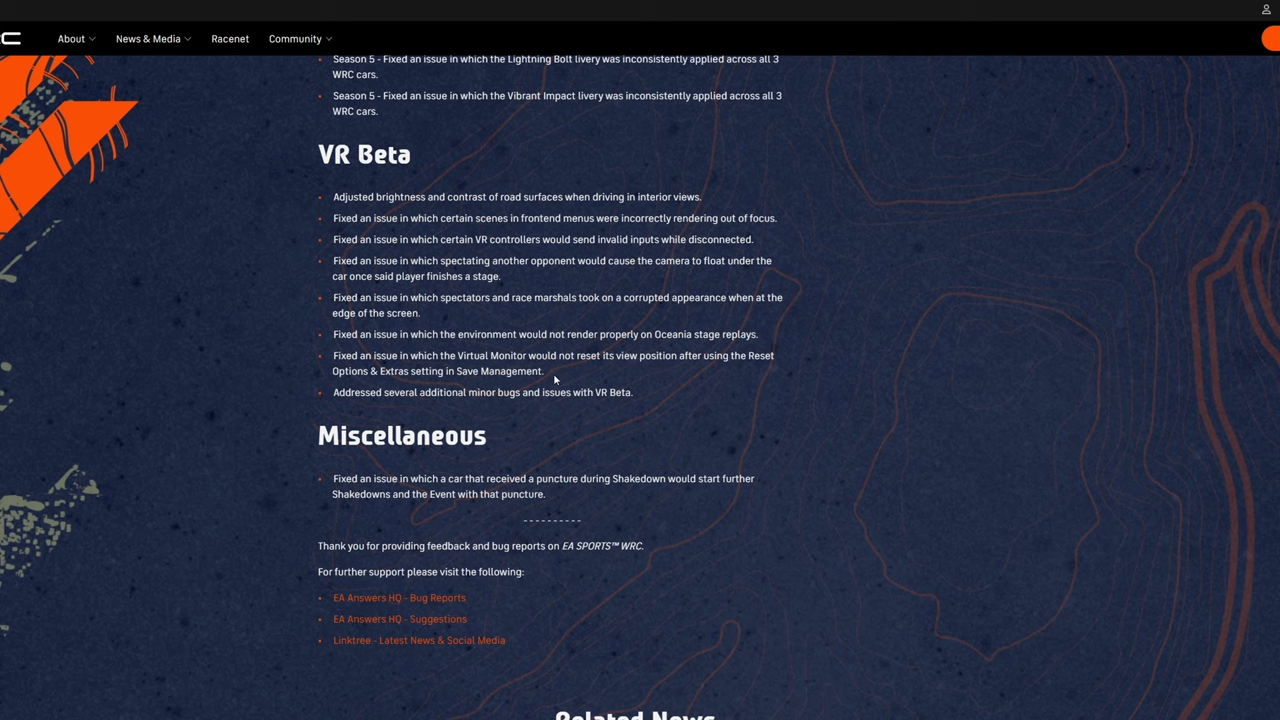 About
News & Media
Racenet
Community
Season 5 - Fixed an issue in which the Lightning Bolt livery was inconsistently applied across all 3
WRC cars.
Season 5 - Fixed an issue in which the Vibrant Impact livery was inconsistently applied across all 3
WRC cars.
VR Beta
Adjusted brightness and contrast of road surfaces when driving in interior views.
Fixed an issue in which certain scenes in frontend menus were incorrectly rendering out of focus.
Fixed an issue in which certain VR controllers would send invalid inputs while disconnected.
Fixed an issue in which spectating another opponent would cause the camera to float under the
car once said player finishes a stage.
Fixed an issue in which spectators and race marshals took on a corrupted appearance when at the
edge of the screen.
Fixed an issue in which the environment would not render properly on Oceania stage replays.
Fixed an issue in which the Virtual Monitor would not reset its view position after using the Reset
Options & Extras setting in Save Management.
Addressed several additional minor bugs and issues with VR Beta.
Miscellaneous
Fixed an issue in which a car that received a puncture during Shakedown would start further
Shakedowns and the Event with that puncture.
----------
Thank you for providing feedback and bug reports on EA SPORTS™ WRC.
For further support please visit the following:
EA Answers HQ - Bug Reports
EA Answers HQ - Suggestions
Linktree - Latest News & Social Media
Related News